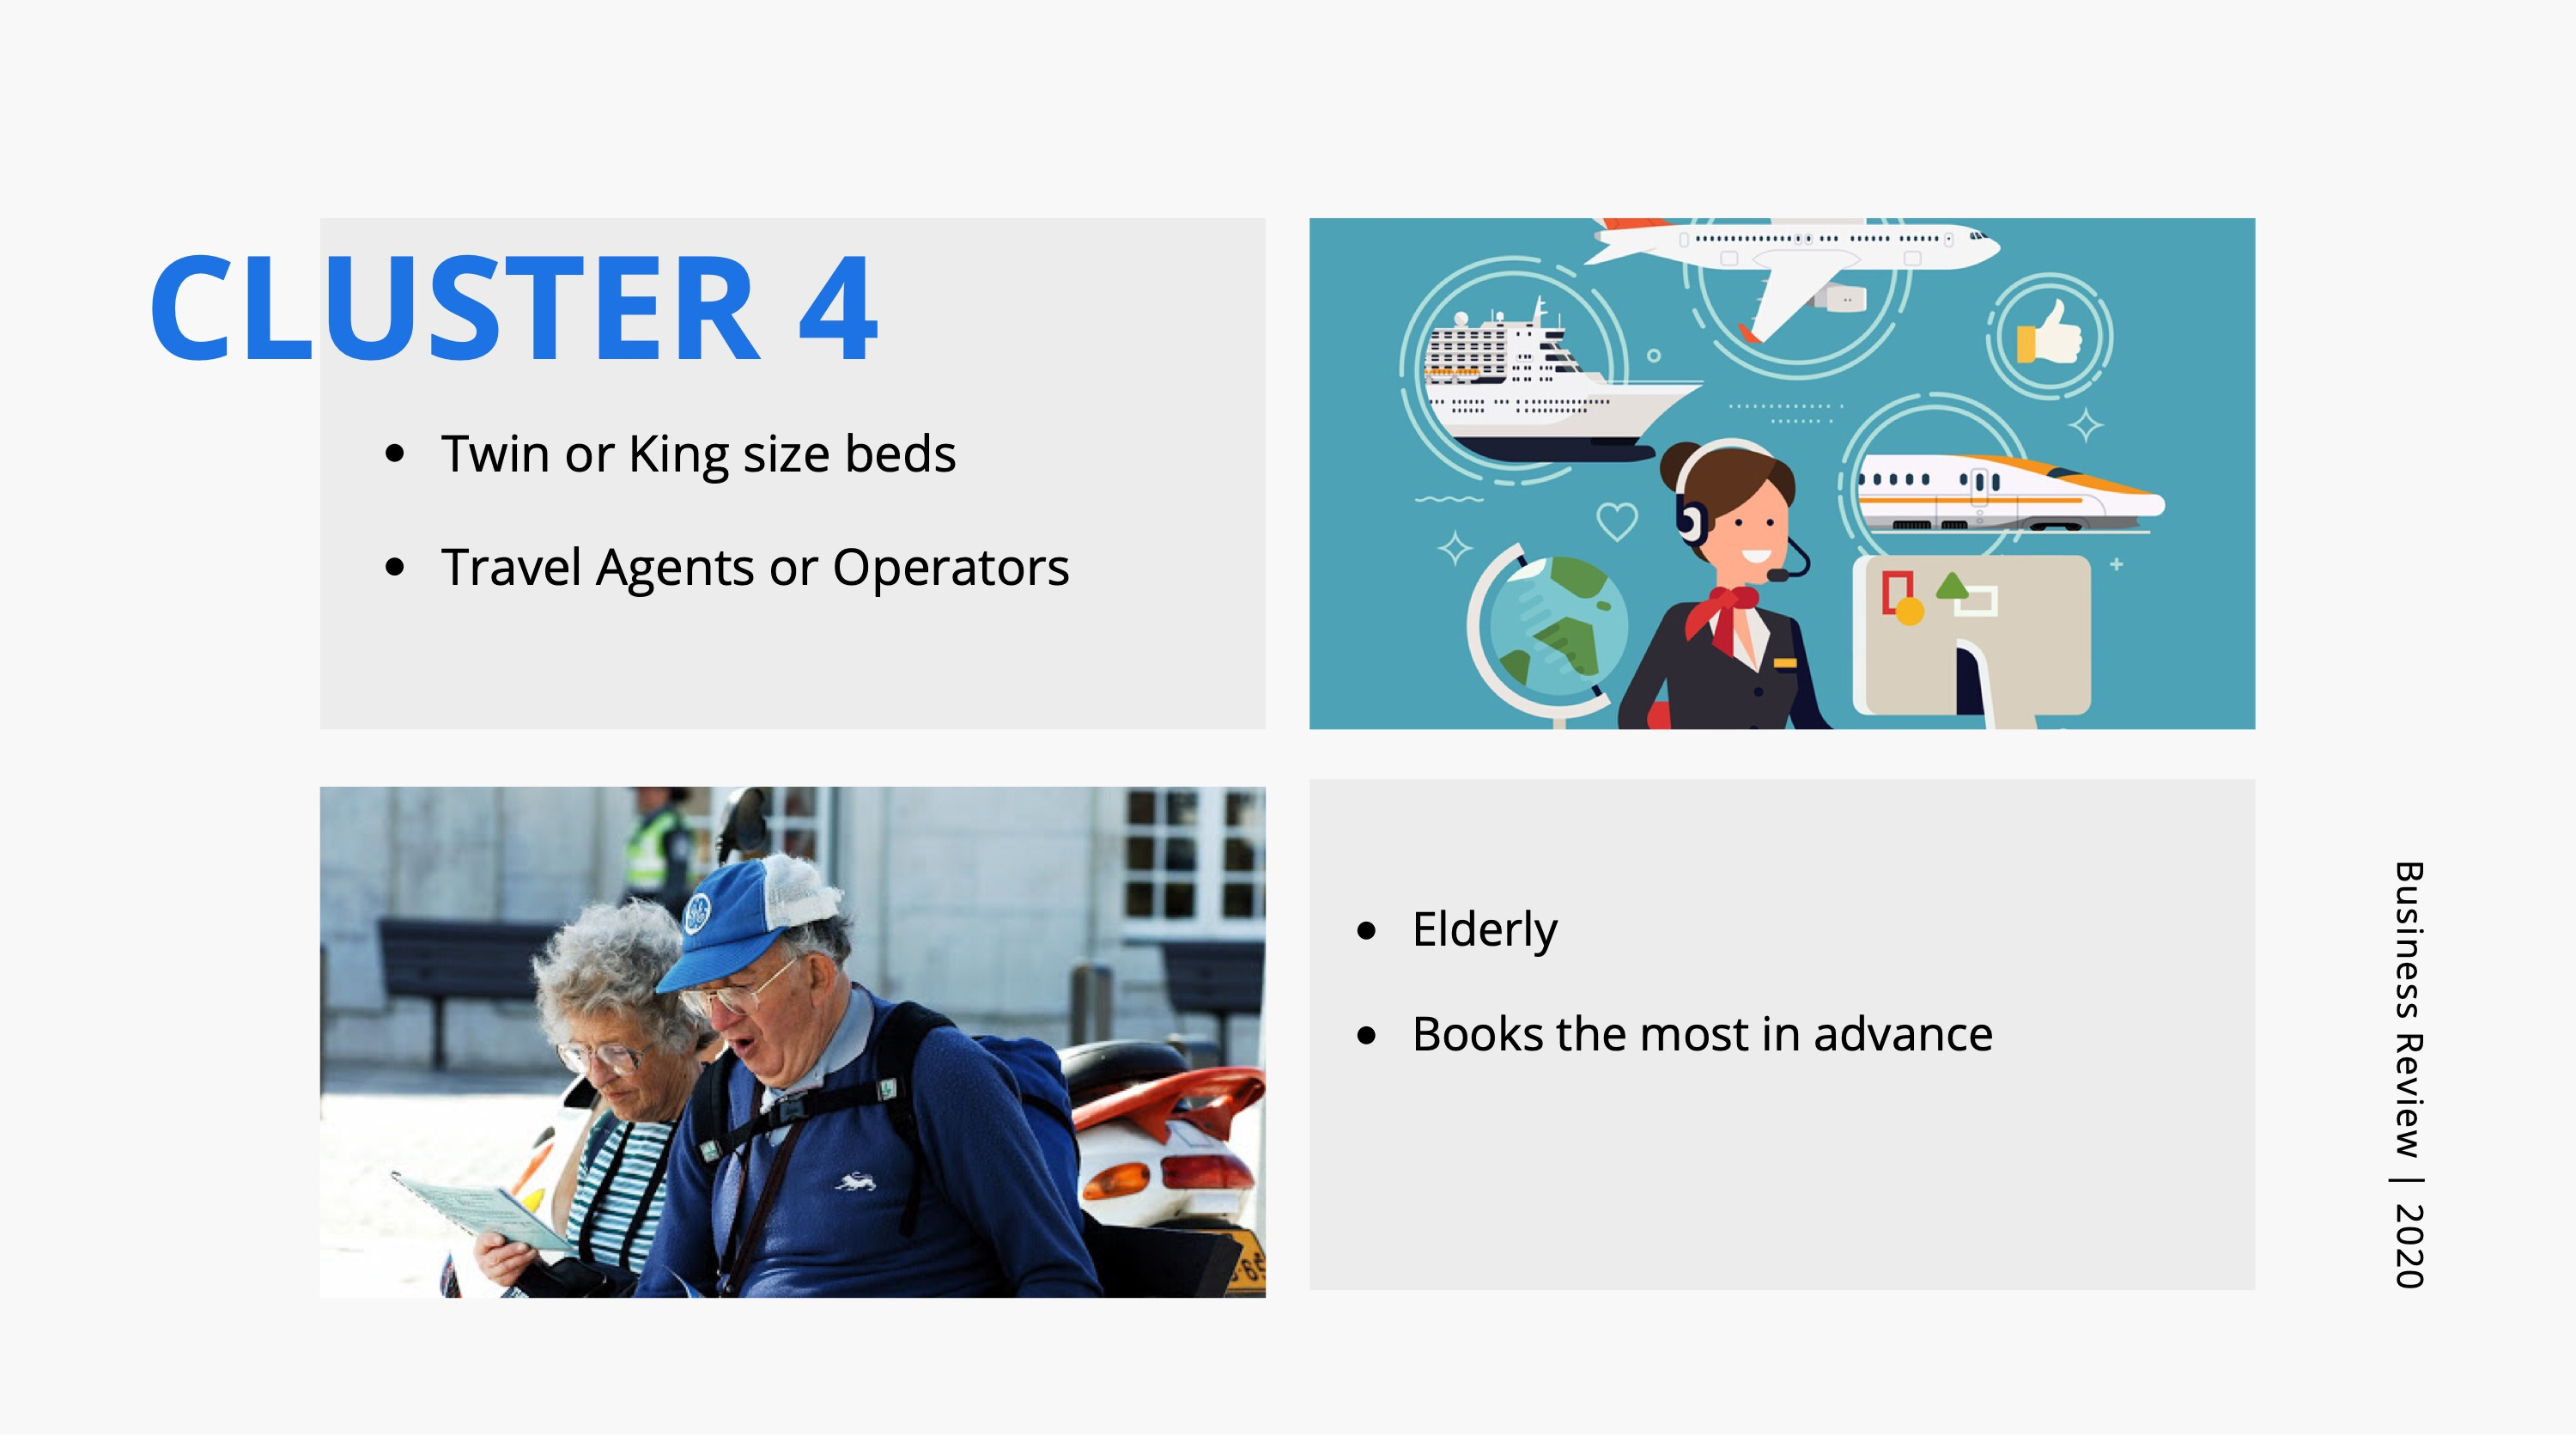 CLUSTER 4
• Twin or King size beds
• Travel Agents or Operators
• Elderly
• Books the most in advance
Business Review | 2020